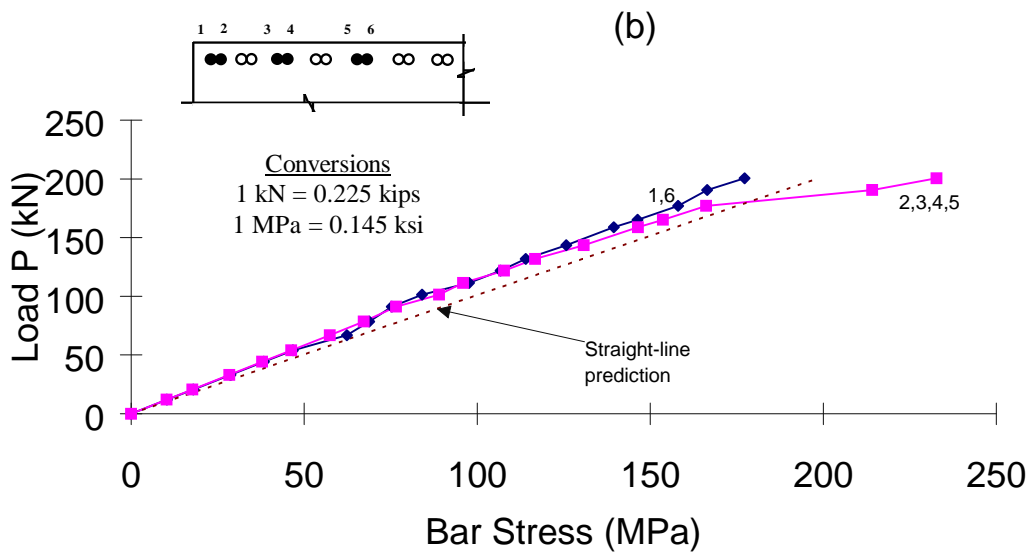 (b)
1 2 3 4 5 6
Conversions
1 kN = 0.225 kips
1 MPa = 0.145 ksi
Load P (kN)
250
200
150
100
50
0
1,6
2,3,4,5
Straight-line
prediction
0 50 100 150 200 250
Bar Stress (MPa)